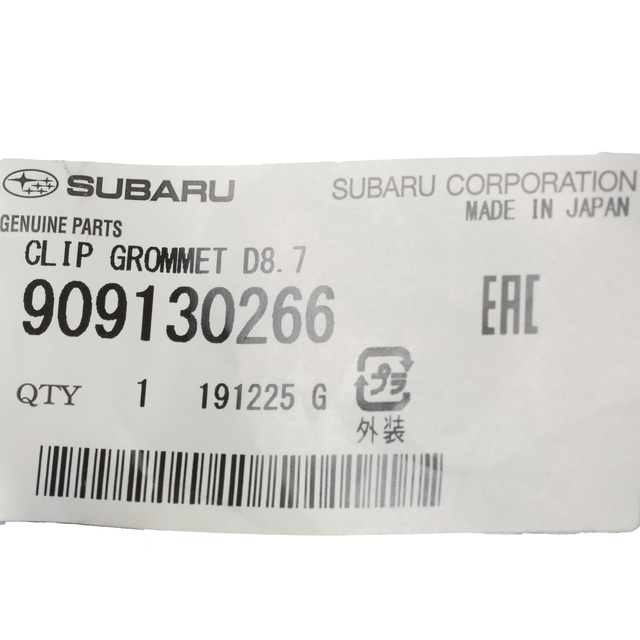 SUBARU SUBARU CORPORATION
GENUINE PARTS MADE IN JAPAN
CLIP GROMMET D8.7
909130266 EAC
QTY 1 191225 G プラ
外装